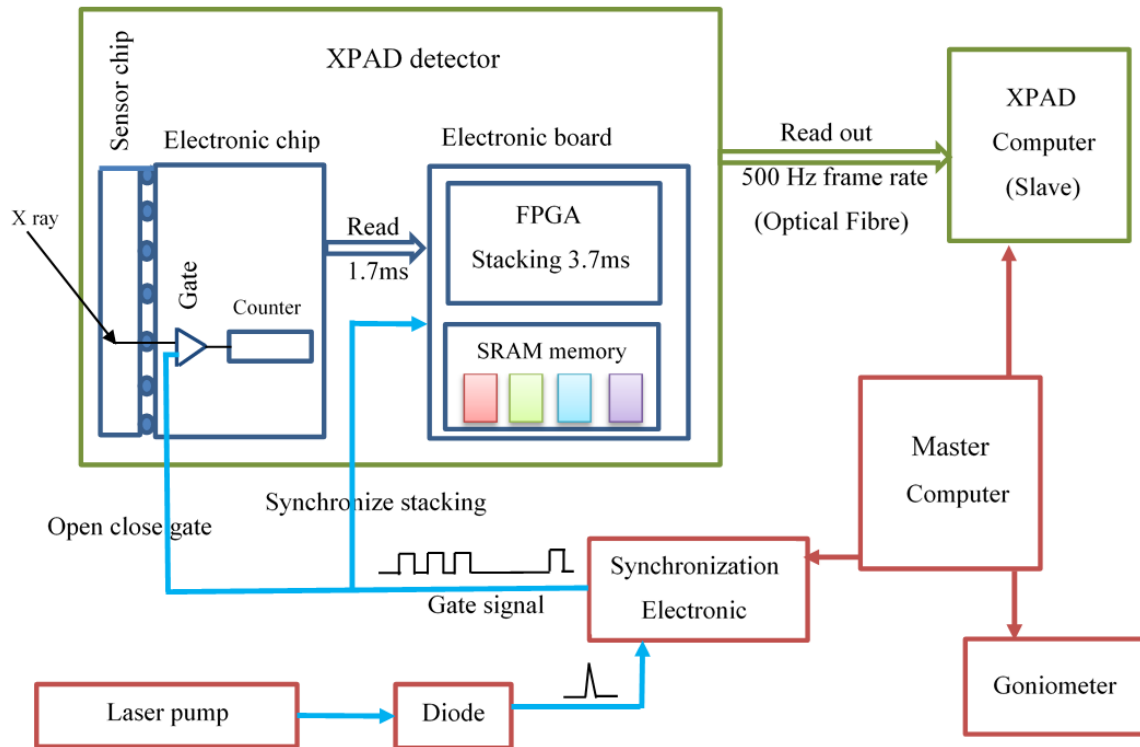 XPAD detector
Sensor chip
Electronic chip
Electronic board
X ray
Gate
Counter
Read
1.7ms
FPGA
Stacking 3.7ms
SRAM memory
Read out
500 Hz frame rate
(Optical Fibre)
XPAD
Computer
(Slave)
Open close gate
Synchronize stacking
Gate signal
Synchronization
Electronic
Master
Computer
Laser pump
Diode
Goniometer